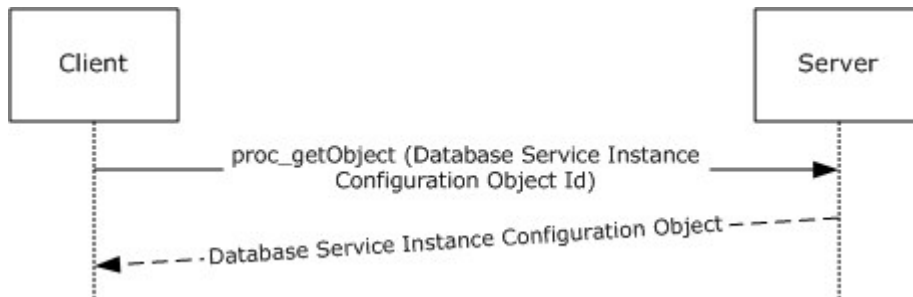 Client
Server
proc_getObject (Database Service Instance
Configuration Object Id)
Database Service Instance Configuration Object